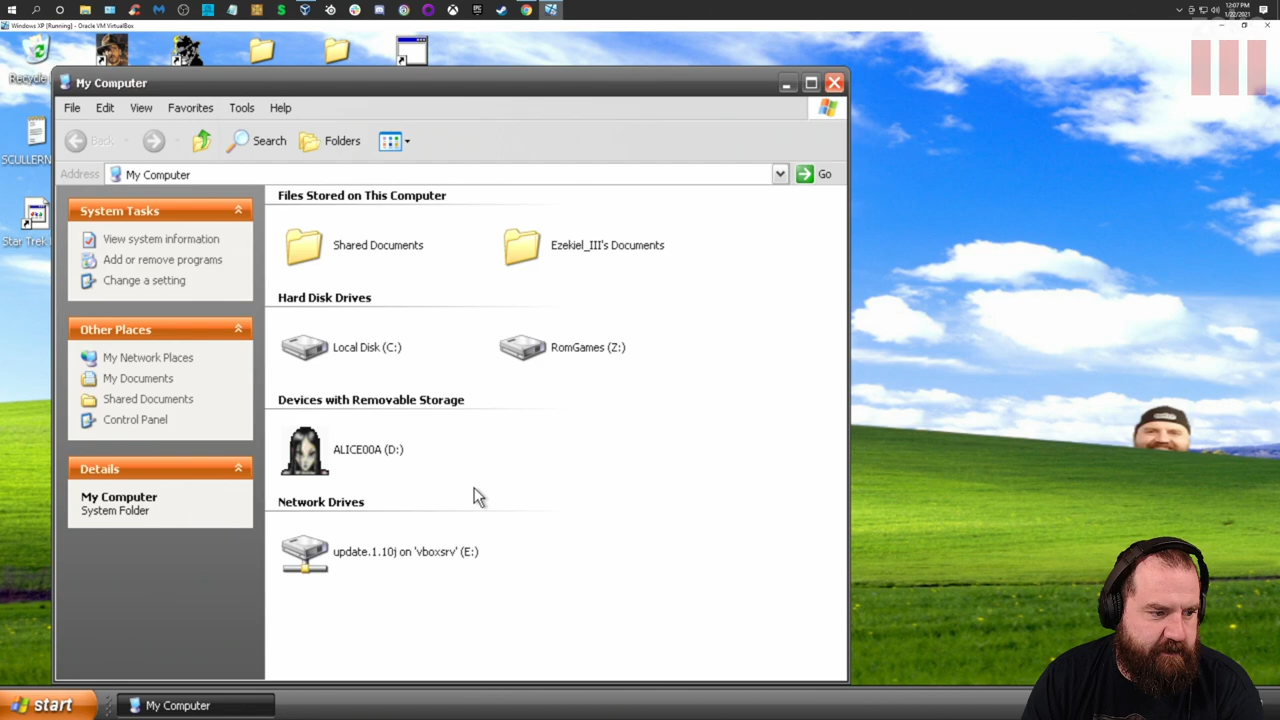 12:07 PM
1/22/2021
Windows XP [Running] - Oracle VM VirtualBox
Recycle
My Computer
File Edit View Favorites Tools Help
Back Search Folders
SCULLERN
Address My Computer Go
Files Stored on This Computer
System Tasks
Star Trek
View system information
Shared Documents Ezekiel_III's Documents
Add or remove programs
Change a setting
Hard Disk Drives
Other Places
Local Disk (C:) RomGames (Z:)
My Network Places
My Documents
Shared Documents
Devices with Removable Storage
Control Panel
ALICE00A (D:)
Details
My Computer
Network Drives
System Folder
update.1.10j on 'vboxsrv' (E:)
start My Computer